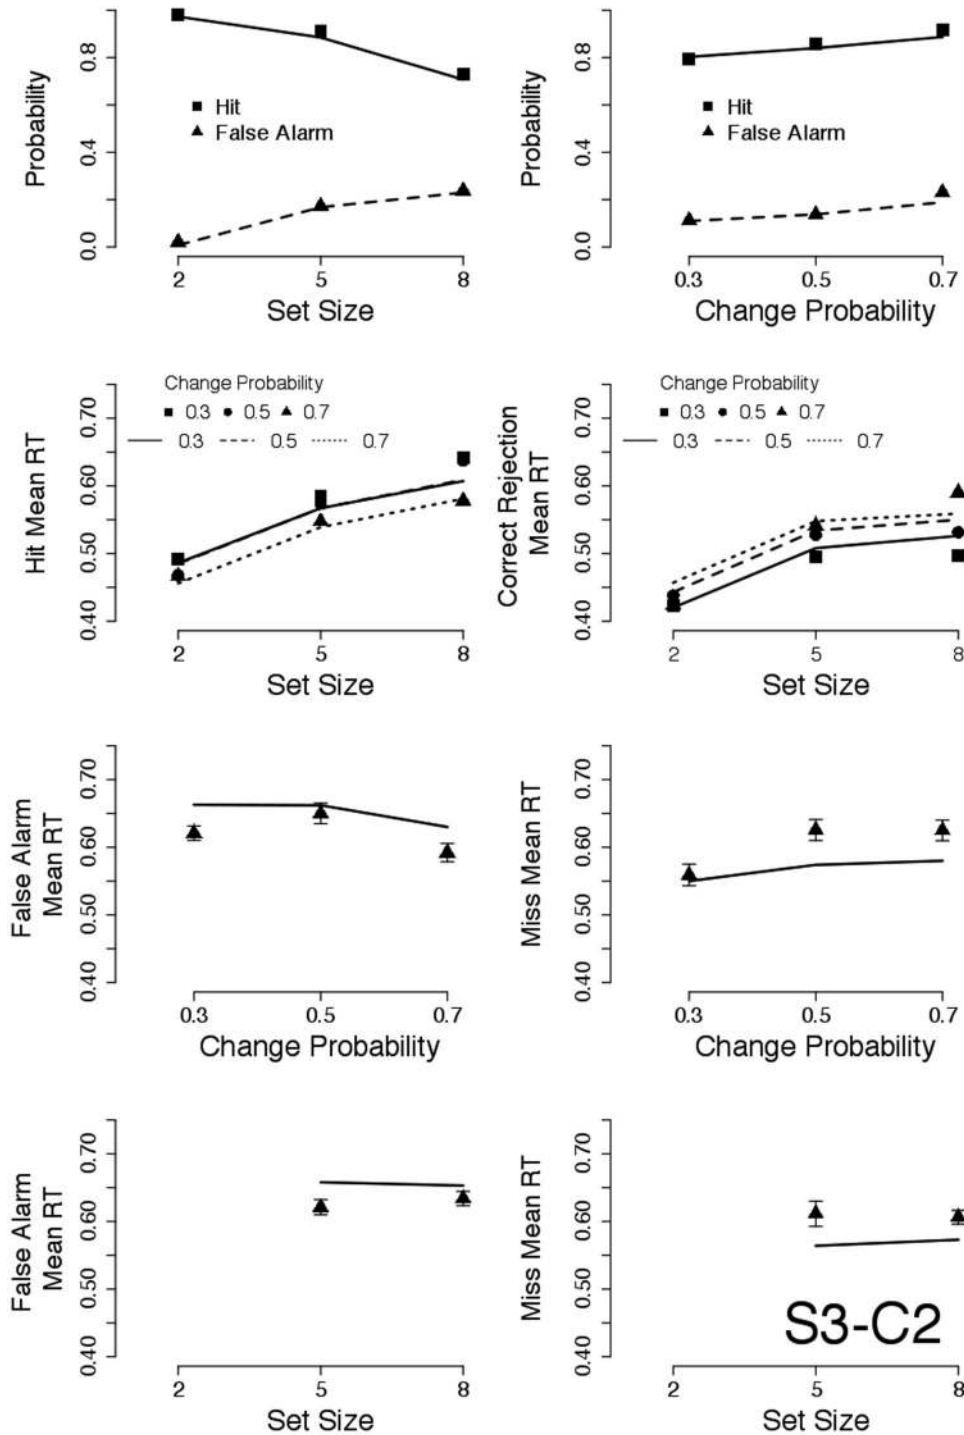 Probability
0.0 0.4 0.8
Hit
False Alarm
2 5 8
Set Size
Probability
0.0 0.4 0.8
Hit
False Alarm
0.3 0.5 0.7
Change Probability
Hit Mean RT
0.40 0.50 0.60 0.70
Change Probability
0.3 0.5 0.7
0.3 0.5 0.7
2 5 8
Set Size
Correct Rejection
Mean RT
0.40 0.50 0.60 0.70
Change Probability
0.3 0.5 0.7
0.3 0.5 0.7
2 5 8
Set Size
False Alarm
Mean RT
0.40 0.50 0.60 0.70
0.3 0.5 0.7
Change Probability
Miss Mean RT
0.40 0.50 0.60 0.70
0.3 0.5 0.7
Change Probability
False Alarm
Mean RT
0.40 0.50 0.60 0.70
2 5 8
Set Size
Miss Mean RT
0.40 0.50 0.60 0.70
S3-C2
2 5 8
Set Size